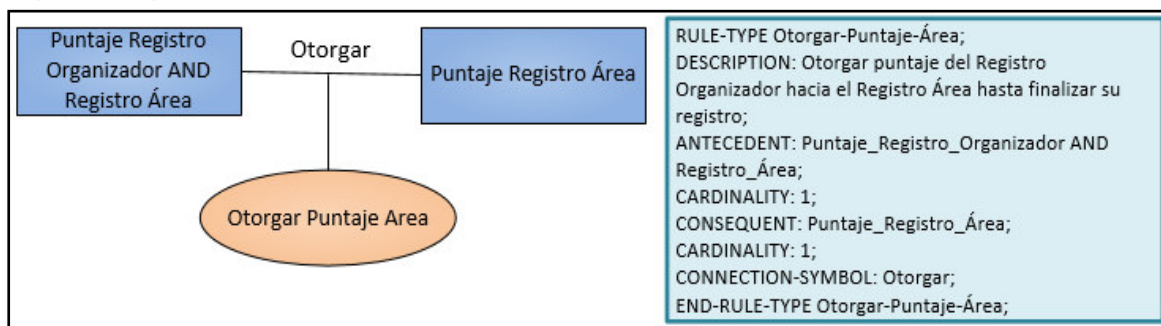 Puntaje Registro
Organizador AND
Registro Área
Otorgar
Puntaje Registro Área
Otorgar Puntaje Area
RULE-TYPE Otorgar-Puntaje-Área;
DESCRIPTION: Otorgar puntaje del Registro
Organizador hacia el Registro Área hasta finalizar su
registro;
ANTECEDENT: Puntaje_Registro_Organizador AND
Registro_Área;
CARDINALITY: 1;
CONSEQUENT: Puntaje_Registro_Área;
CARDINALITY: 1;
CONNECTION-SYMBOL: Otorgar;
END-RULE-TYPE Otorgar-Puntaje-Área;